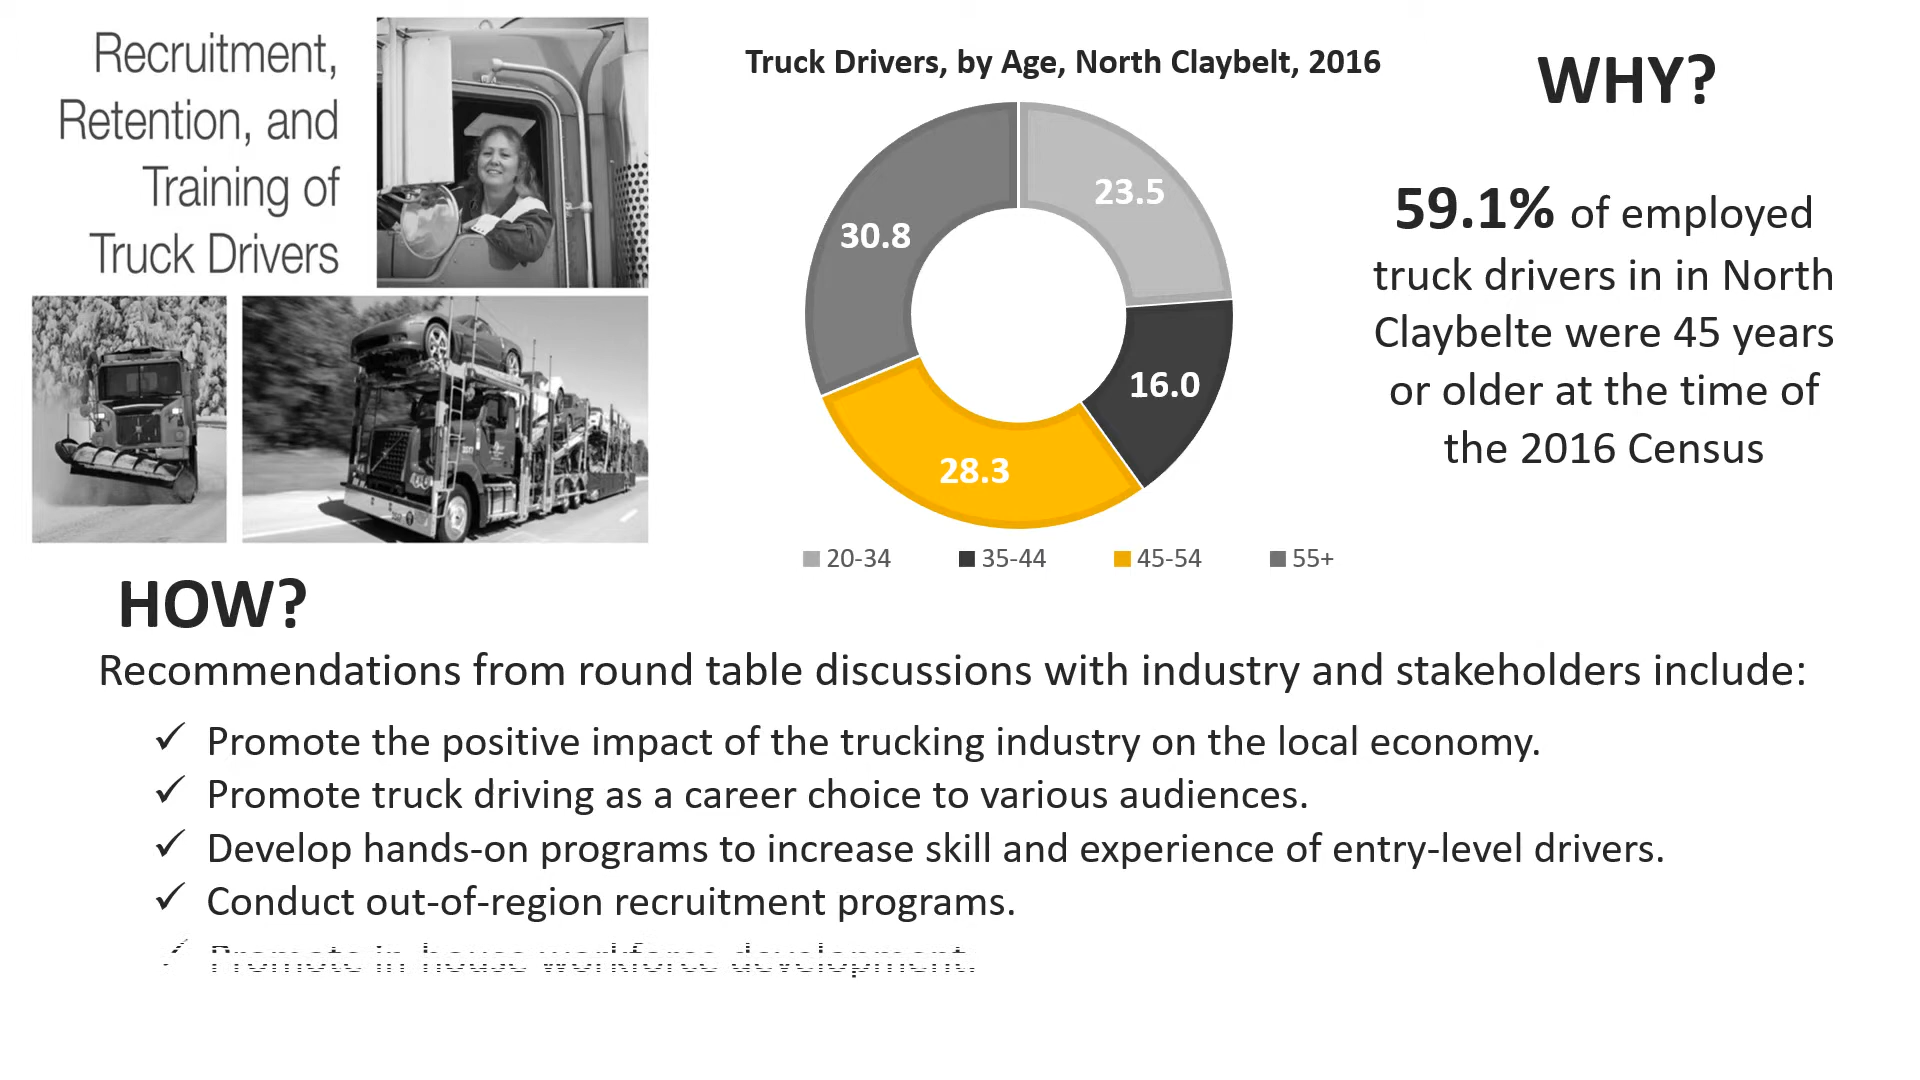 Recruitment,
Retention, and
Training of
Truck Drivers
Truck Drivers, by Age, North Claybelt, 2016
23.5
30.8
16.0
28.3
20-34 35-44 45-54 55+
WHY?
59.1% of employed
truck drivers in in North
Claybelte were 45 years
or older at the time of
the 2016 Census
HOW?
Recommendations from round table discussions with industry and stakeholders include:
✓ Promote the positive impact of the trucking industry on the local economy.
✓ Promote truck driving as a career choice to various audiences.
✓ Develop hands-on programs to increase skill and experience of entry-level drivers.
✓ Conduct out-of-region recruitment programs.
✓ Promote in-house workforce development.